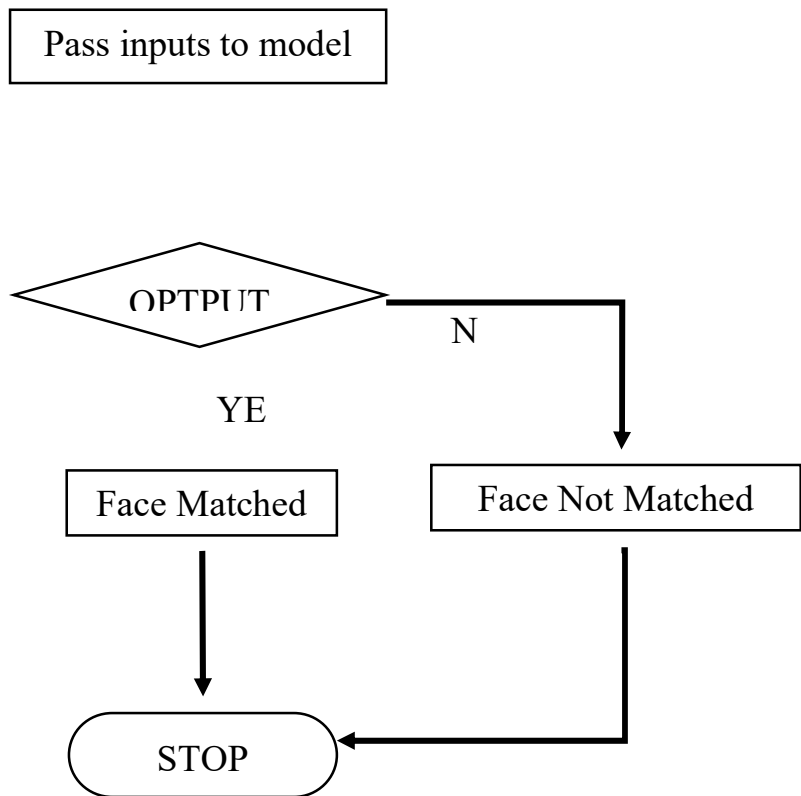 Pass inputs to model
OPTPUT
N
YE
Face Matched
Face Not Matched
STOP